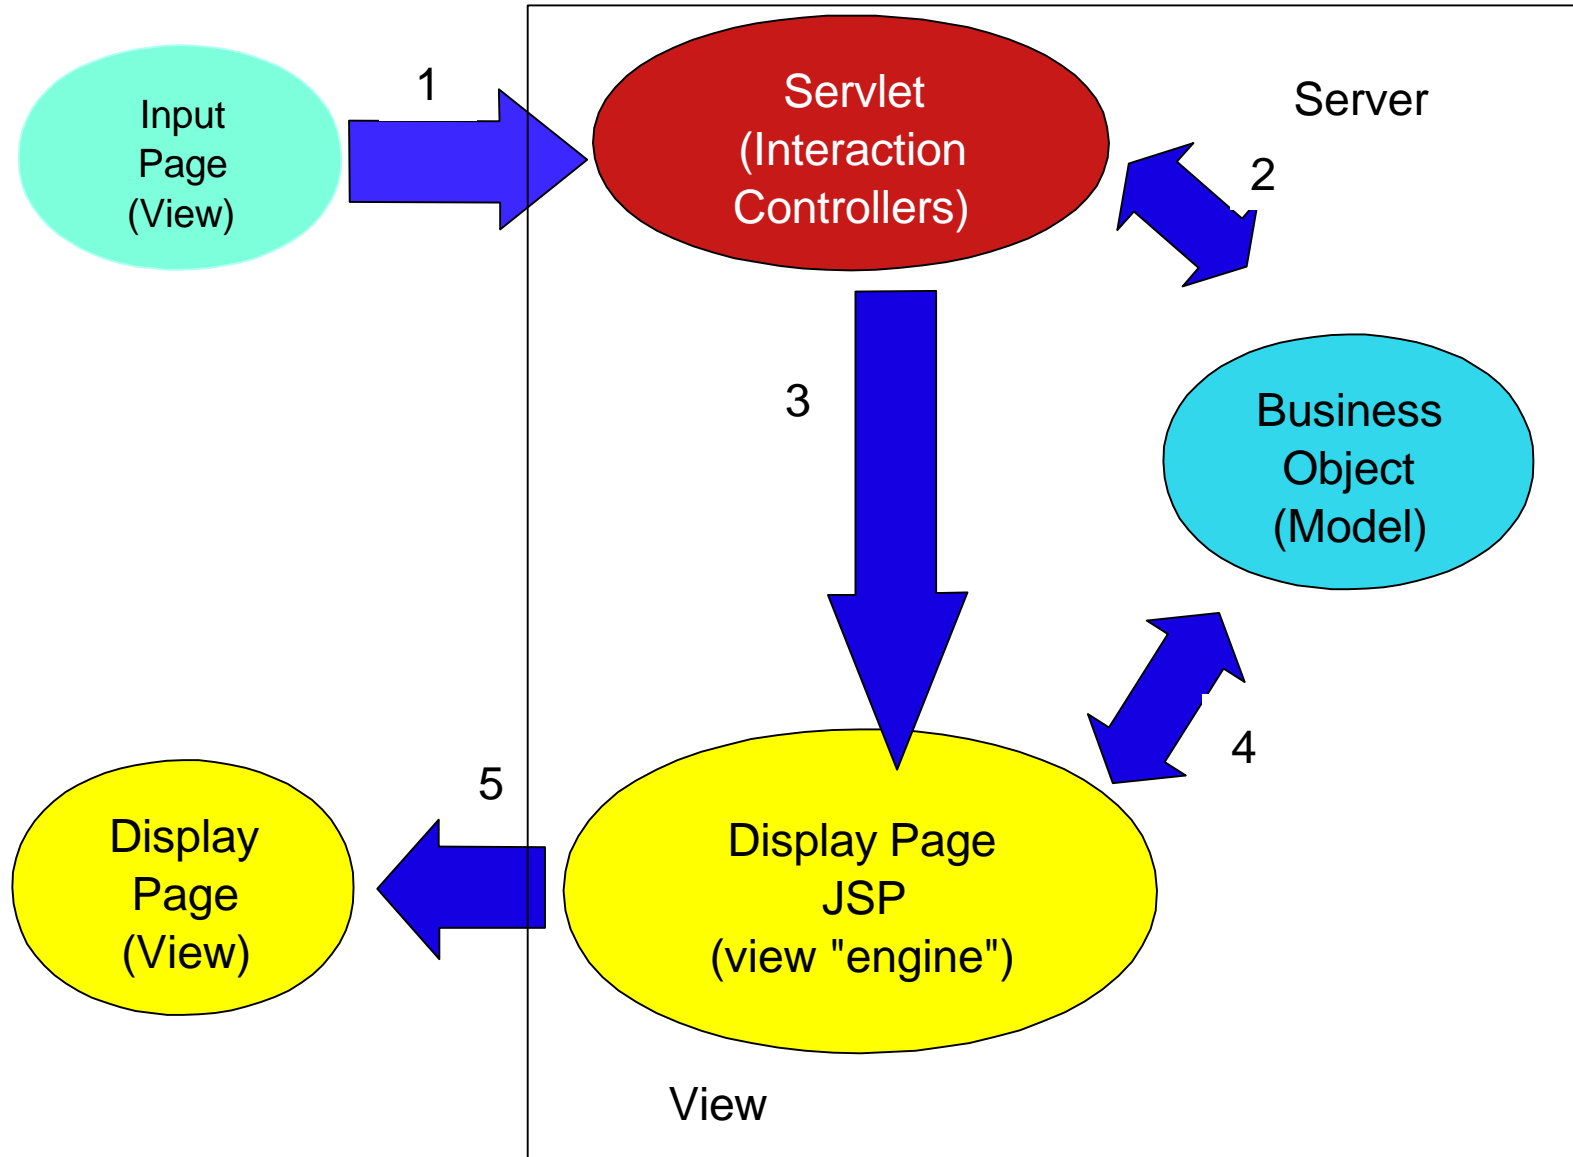 Input
Page
(View)
1
Servlet
(Interaction
Controllers)
Server
2
3
Business
Object
(Model)
4
5
Display
Page
(View)
Display Page
JSP
(view "engine")
View